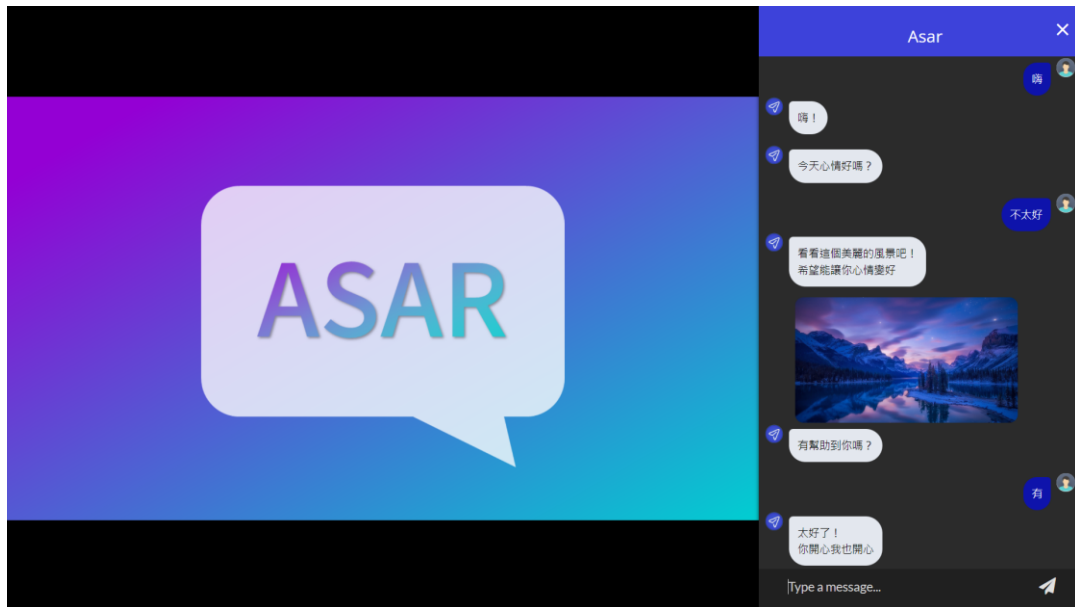 ASAR
Asar
嗨
嗨！
今天心情好嗎？
不太好
看看這個美麗的風景吧！
希望能讓你心情變好
有幫助到你嗎？
有
太好了！
你開心我也開心
Type a message...